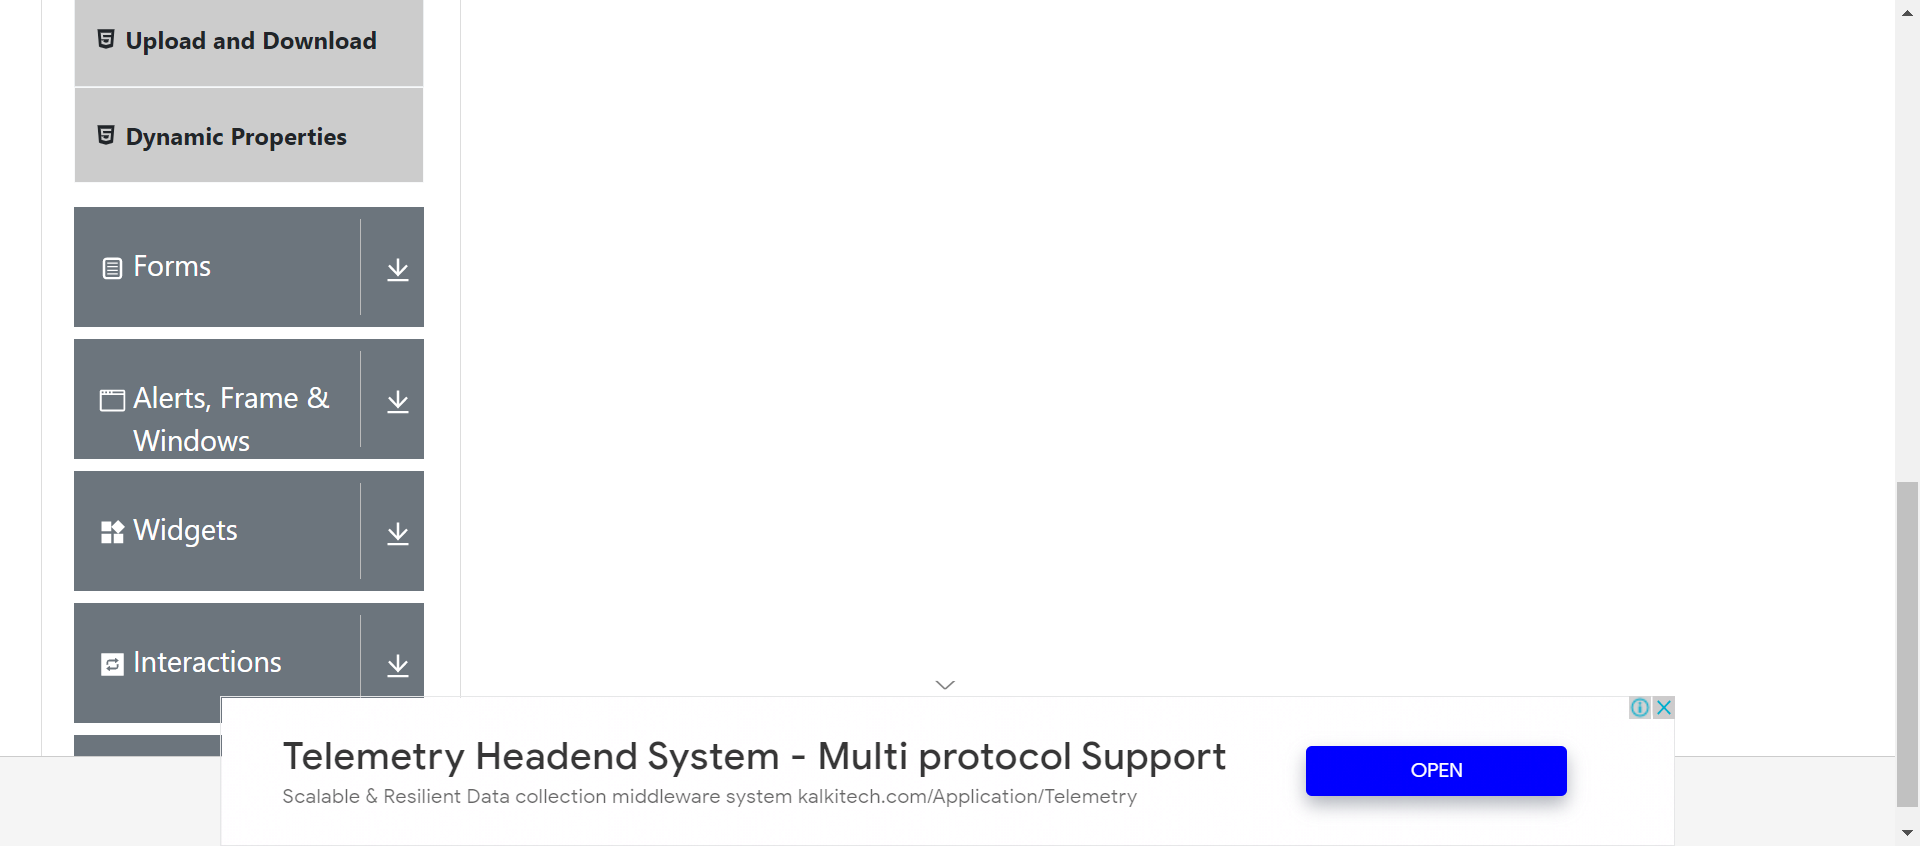 Upload and Download
Dynamic Properties
Forms
Alerts, Frame &
Windows
Widgets
Interactions
Telemetry Headend System - Multi protocol Support
Scalable & Resilient Data collection middleware system kalkitech.com/Application/Telemetry
OPEN